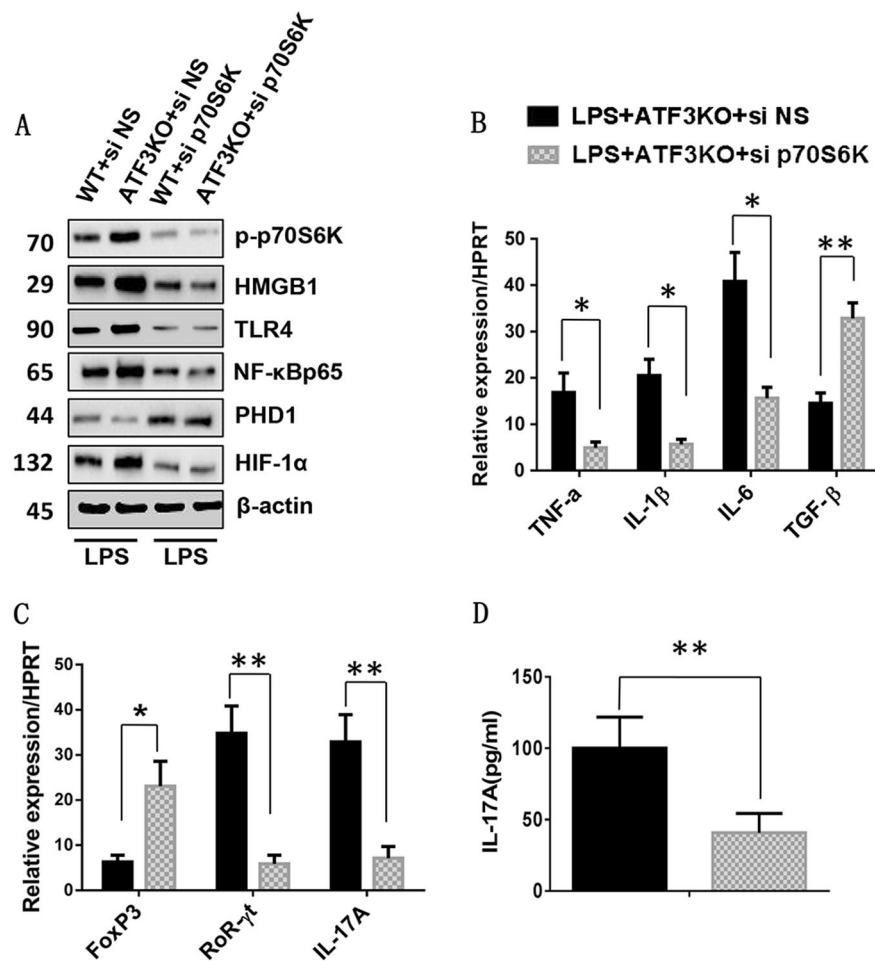 A
WT+si NS
ATF3KO+si NS
WT+si p70S6K
ATF3KO+si p70S6K
70 p-p70S6K
29 HMGB1
90 TLR4
65 NF-κBp65
44 PHD1
132 HIF-1α
45 β-actin
LPS LPS
B
LPS+ATF3KO+si NS
LPS+ATF3KO+si p70S6K
Relative expression/HPRT
50
40
30
20
10
0
* * * **
TNF-a IL-1β IL-6 TGF-β
C
Relative expression/HPRT
50
40
30
20
10
0
* ** **
FoxP3 RoR-γt IL-17A
D
IL-17A(pg/ml)
150
100
50
0
**